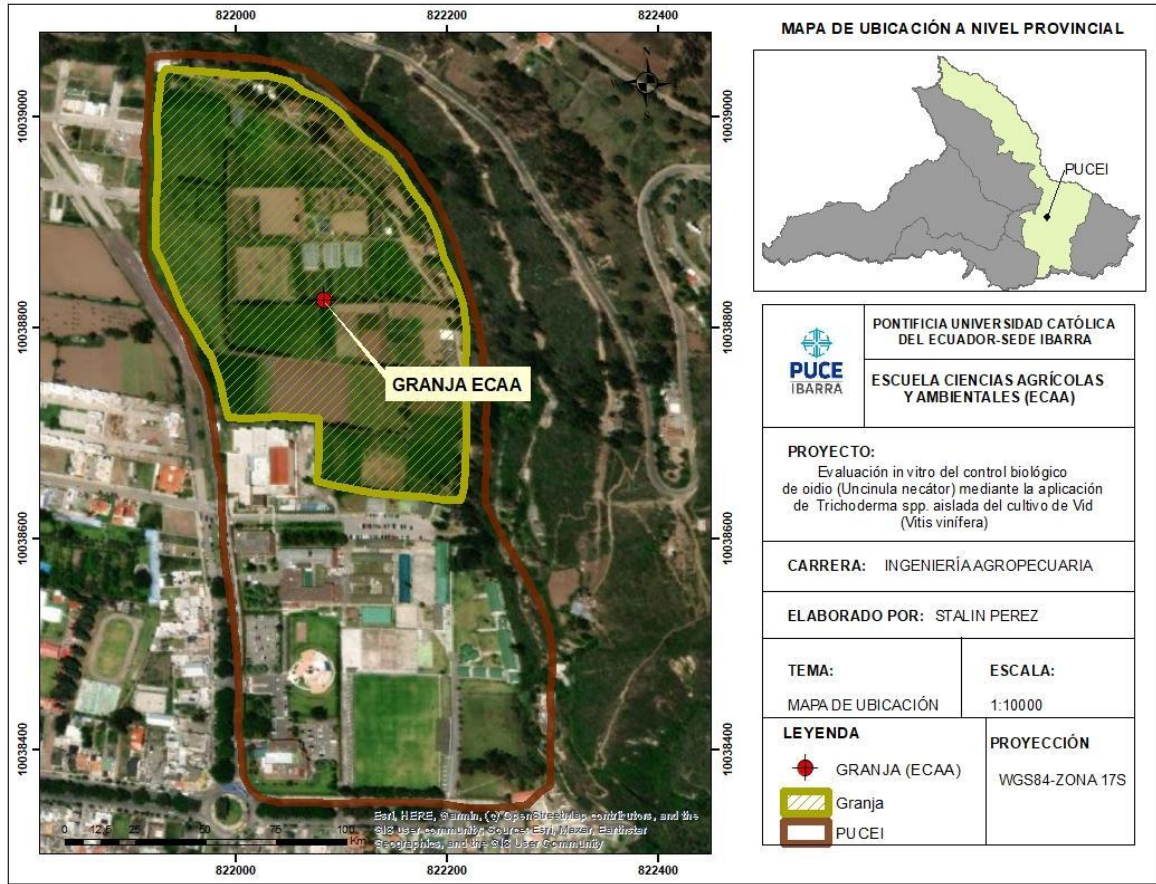 822000 822200 822400
10039000
10038800
10038600
10038400
10039000
10038800
10038600
10038400
N
S
GRANJA ECAA
0 12,5 25 50 75 100
Km
Esri, HERE, Garmin, (c) OpenStreetMap contributors, and the
GIS user community, Source: Esri, Maxar, Earthstar
Geographics, and the GIS User Community
822000 822200 822400
MAPA DE UBICACIÓN A NIVEL PROVINCIAL
PUCEI
PUCE
IBARRA
PONTIFICIA UNIVERSIDAD CATÓLICA
DEL ECUADOR-SEDE IBARRA
ESCUELA CIENCIAS AGRÍCOLAS
Y AMBIENTALES (ECAA)
PROYECTO:
Evaluación in vitro del control biológico
de oidio (Uncinula necátor) mediante la aplicación
de Trichoderma spp. aislada del cultivo de Vid
(Vitis vinífera)
CARRERA: INGENIERÍA AGROPECUARIA
ELABORADO POR: STALIN PEREZ
TEMA:
MAPA DE UBICACIÓN
ESCALA:
1:10000
LEYENDA
GRANJA (ECAA)
Granja
PUCEI
PROYECCIÓN
WGS84-ZONA 17S